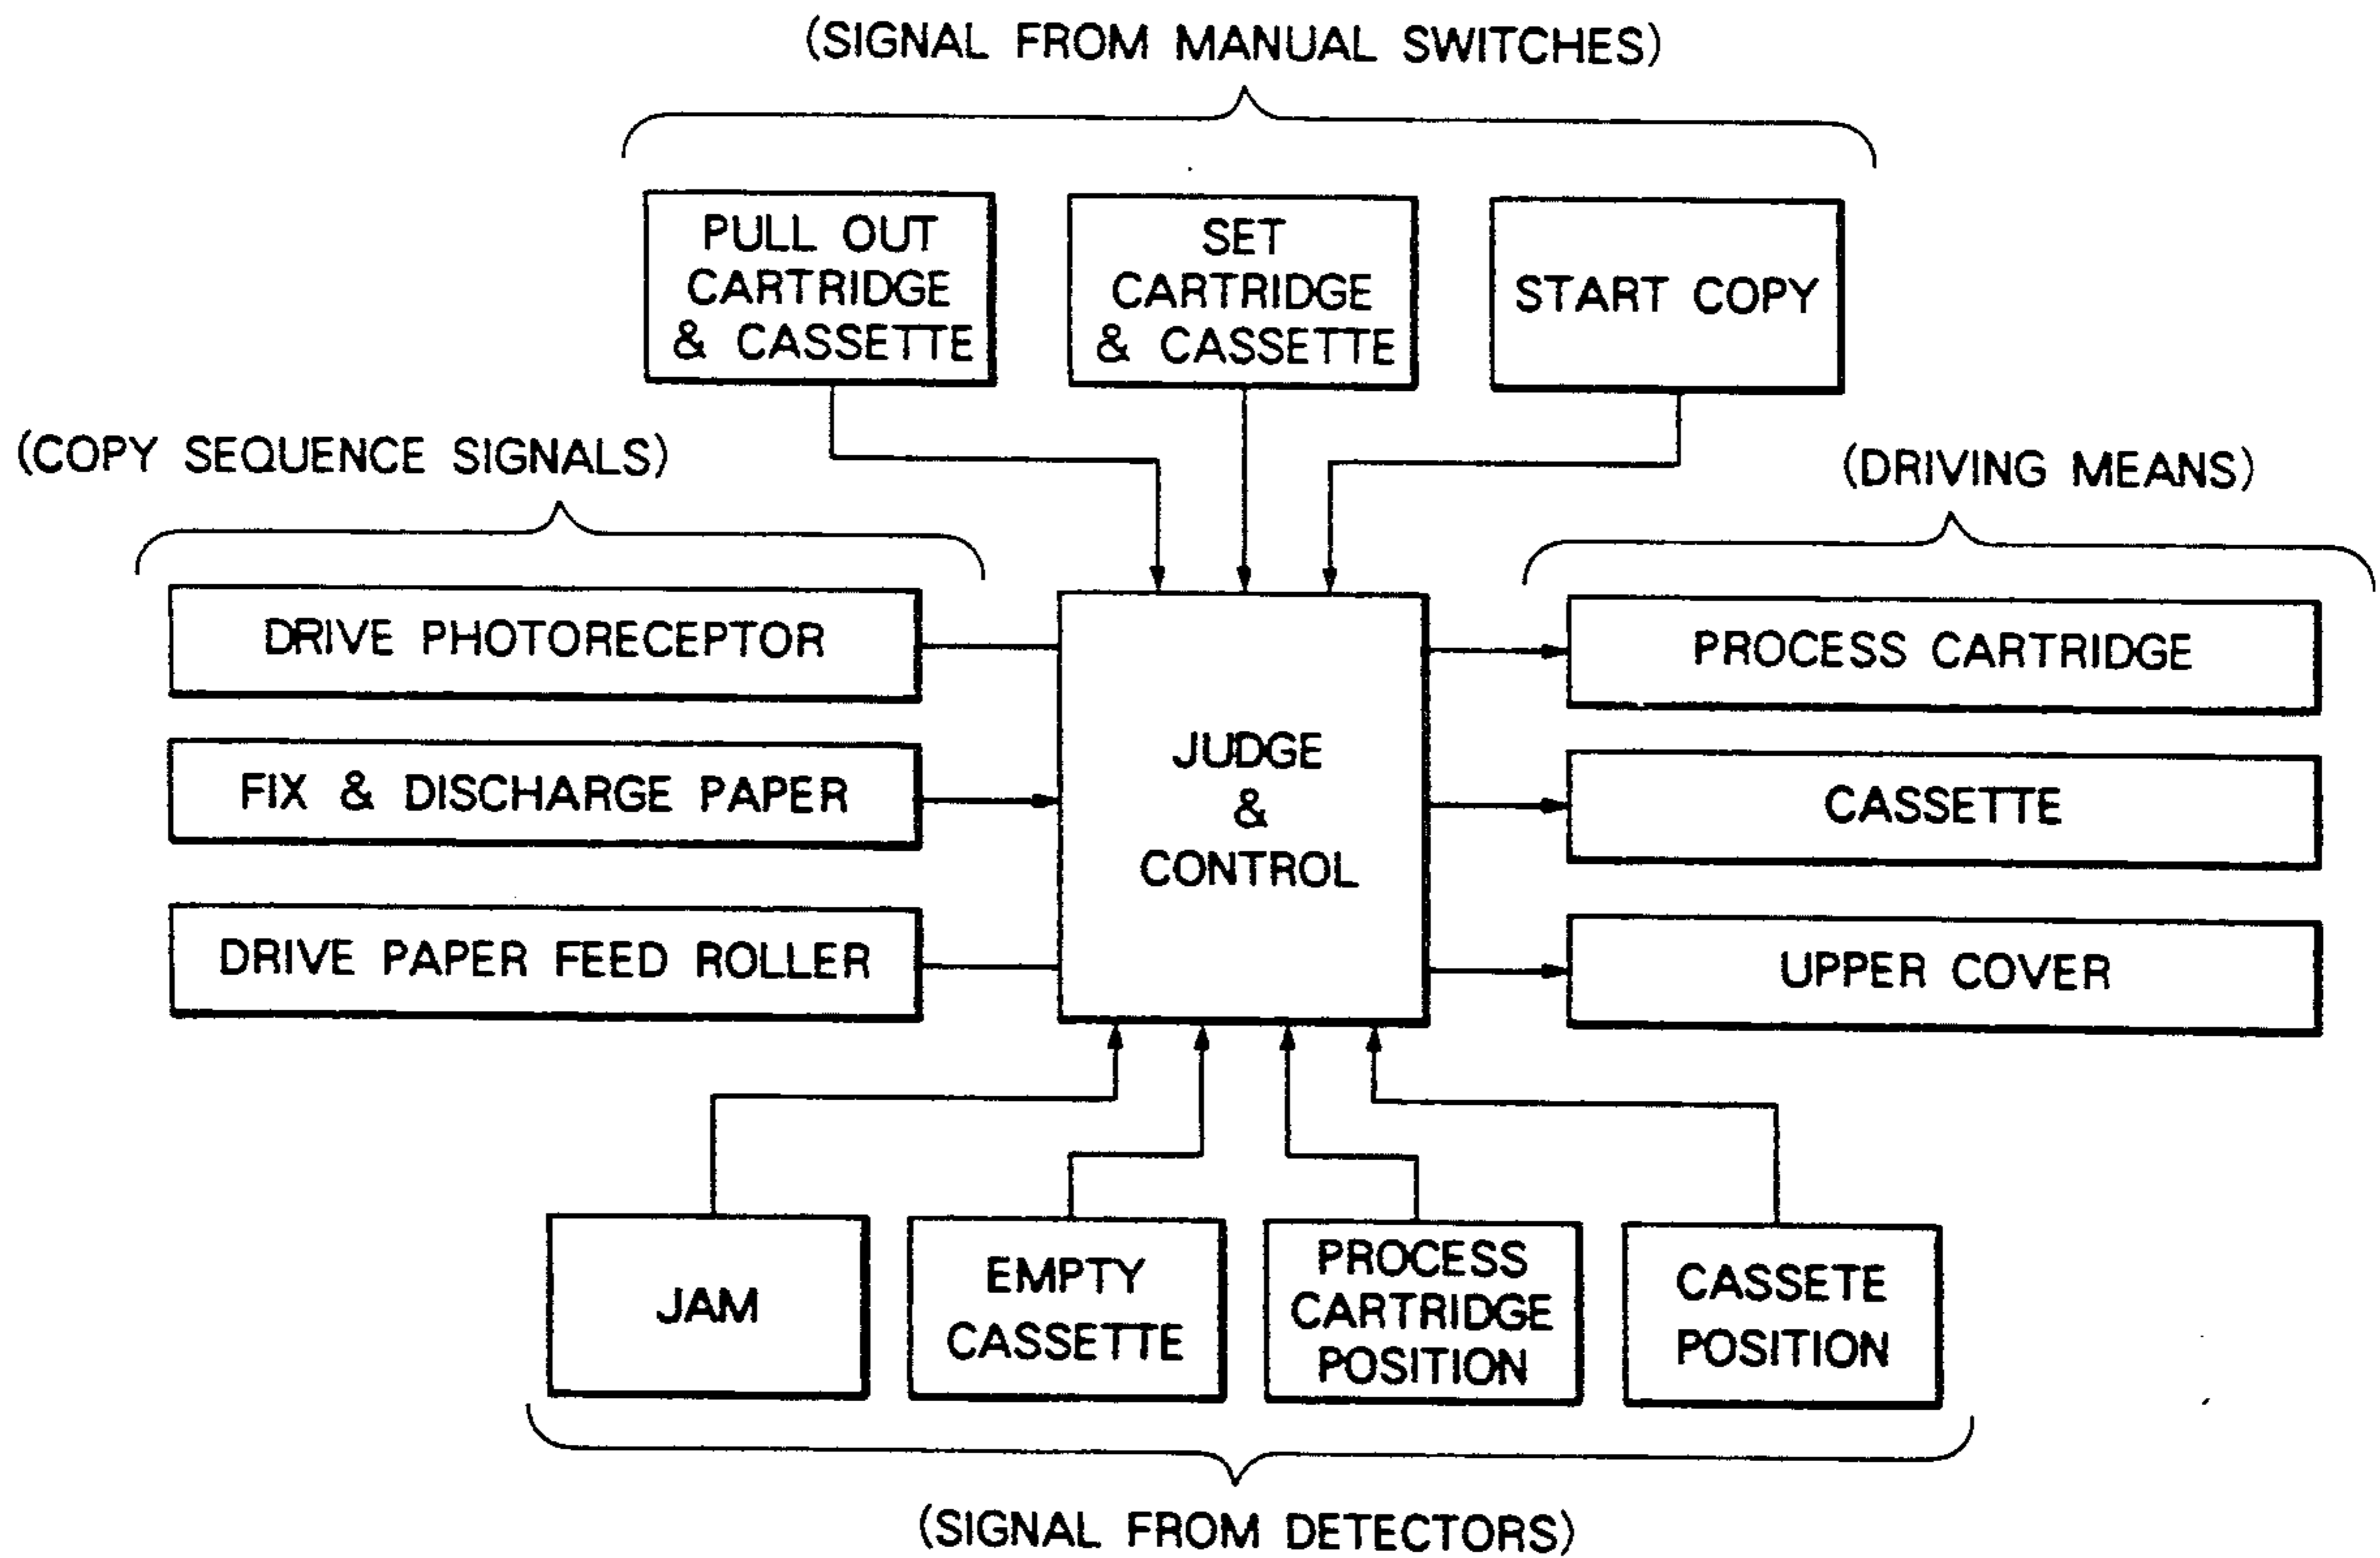 (SIGNAL FROM MANUAL SWITCHES)
PULL OUT
CARTRIDGE
& CASSETTE
SET
CARTRIDGE
& CASSETTE
START COPY
(COPY SEQUENCE SIGNALS)
(DRIVING MEANS)
DRIVE PHOTORECEPTOR
FIX & DISCHARGE PAPER
DRIVE PAPER FEED ROLLER
JUDGE
&
CONTROL
PROCESS CARTRIDGE
CASSETTE
UPPER COVER
JAM
EMPTY
CASSETTE
PROCESS
CARTRIDGE
POSITION
CASSETE
POSITION
(SIGNAL FROM DETECTORS)